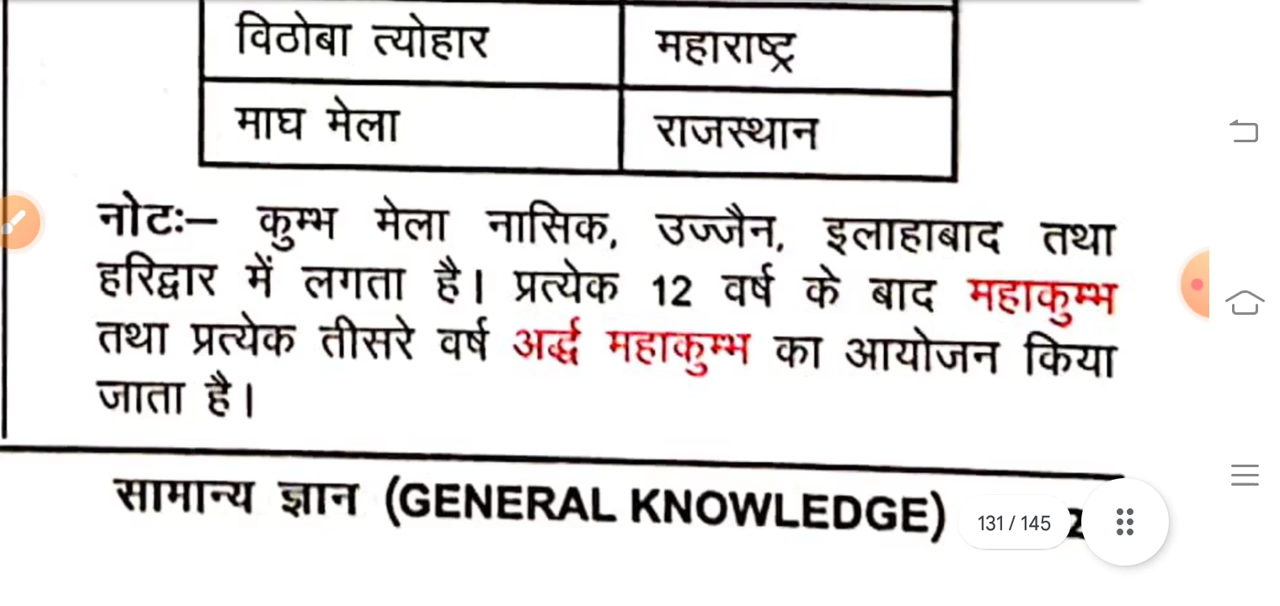 विठोबा त्योहार महाराष्ट्र
माघ मेला राजस्थान
नोटः– कुम्भ मेला नासिक, उज्जैन, इलाहाबाद तथा
हरिद्वार में लगता है। प्रत्येक 12 वर्ष के बाद महाकुम्भ
तथा प्रत्येक तीसरे वर्ष अर्द्ध महाकुम्भ का आयोजन किया
जाता है।
सामान्य ज्ञान (GENERAL KNOWLEDGE)
131 / 145